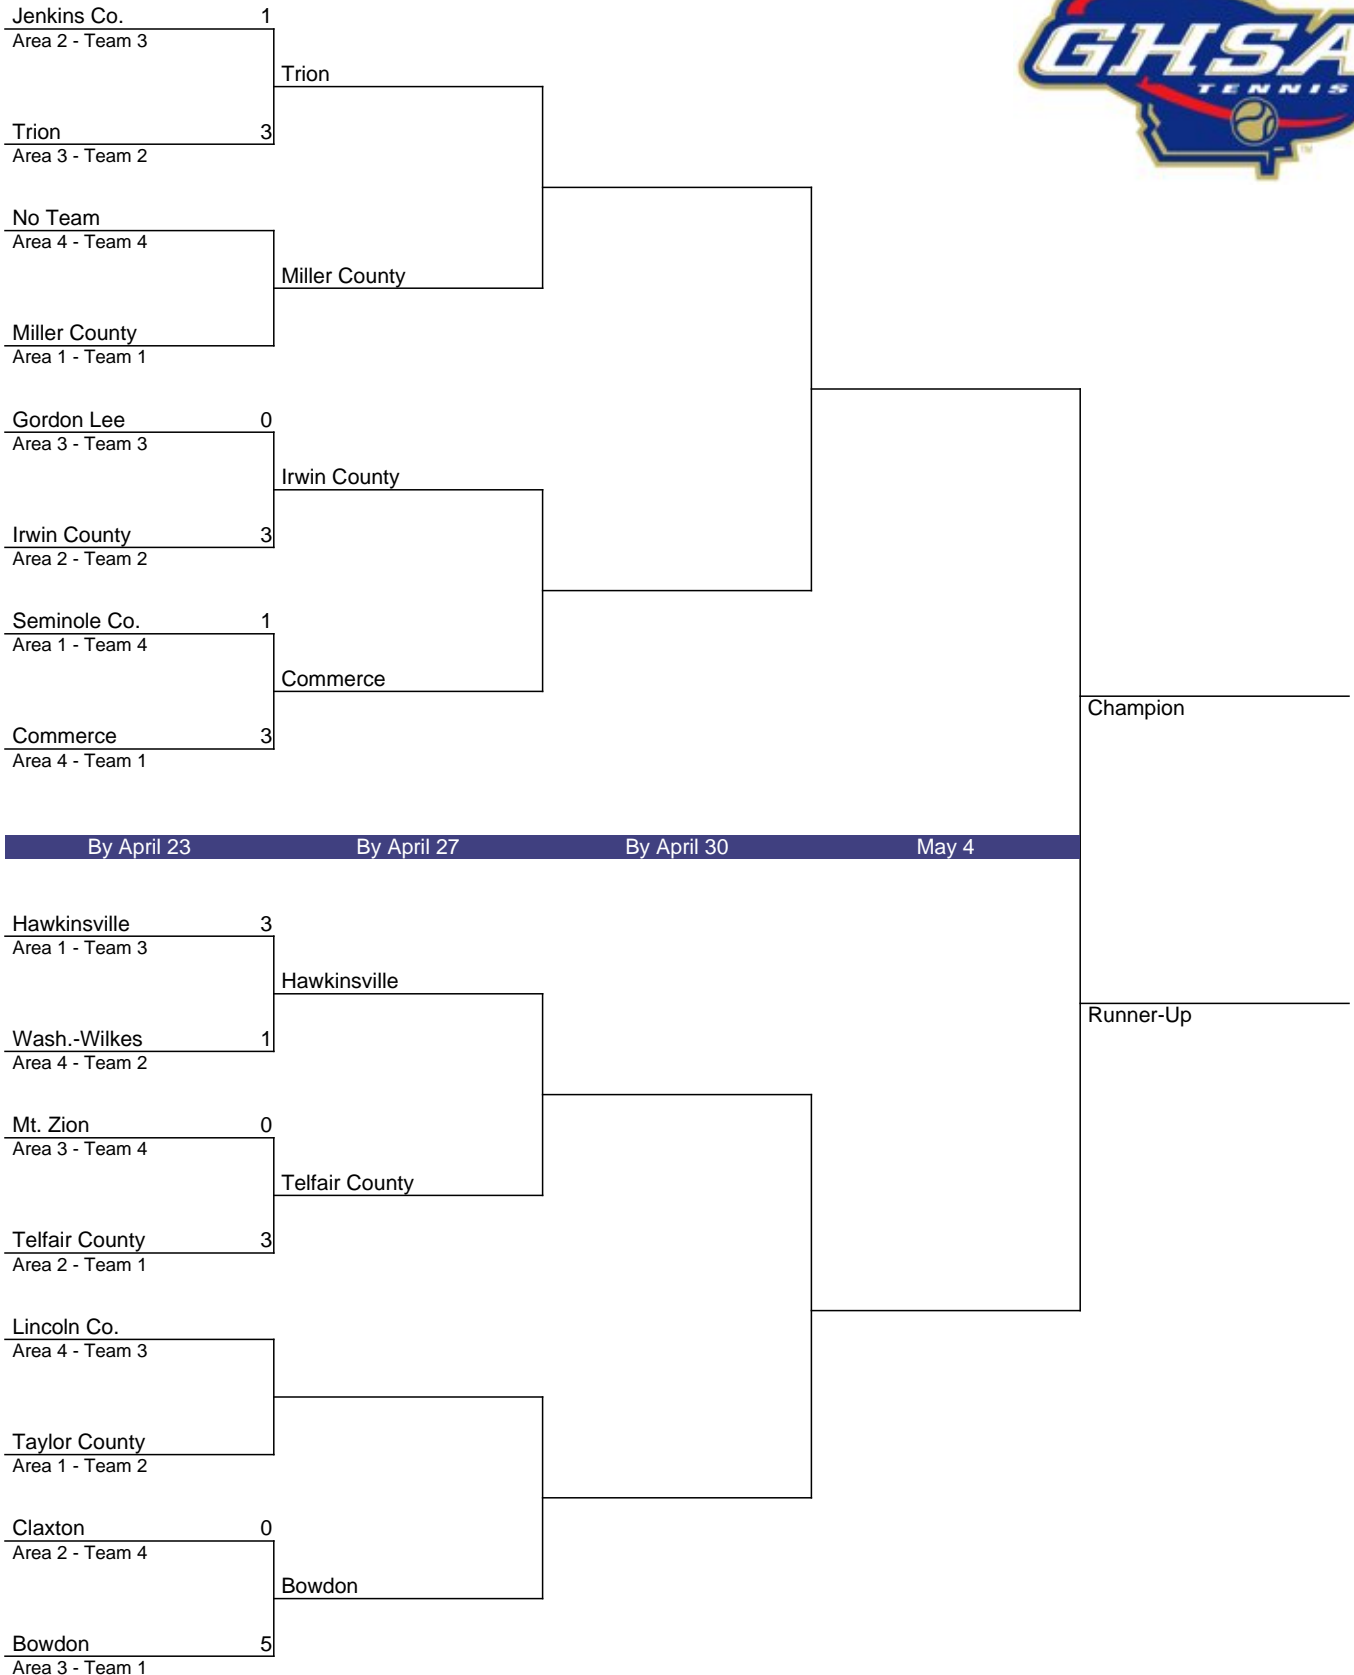 GHSA
TENNIS
TM
Jenkins Co. 1
Area 2 - Team 3
Trion
Trion 3
Area 3 - Team 2
No Team
Area 4 - Team 4
Miller County
Miller County
Area 1 - Team 1
Gordon Lee 0
Area 3 - Team 3
Irwin County
Irwin County 3
Area 2 - Team 2
Seminole Co. 1
Area 1 - Team 4
Commerce
Champion
Commerce 3
Area 4 - Team 1
By April 23 By April 27 By April 30 May 4
Hawkinsville 3
Area 1 - Team 3
Hawkinsville
Runner-Up
Wash.-Wilkes 1
Area 4 - Team 2
Mt. Zion 0
Area 3 - Team 4
Telfair County
Telfair County 3
Area 2 - Team 1
Lincoln Co.
Area 4 - Team 3
Taylor County
Area 1 - Team 2
Claxton 0
Area 2 - Team 4
Bowdon
Bowdon 5
Area 3 - Team 1